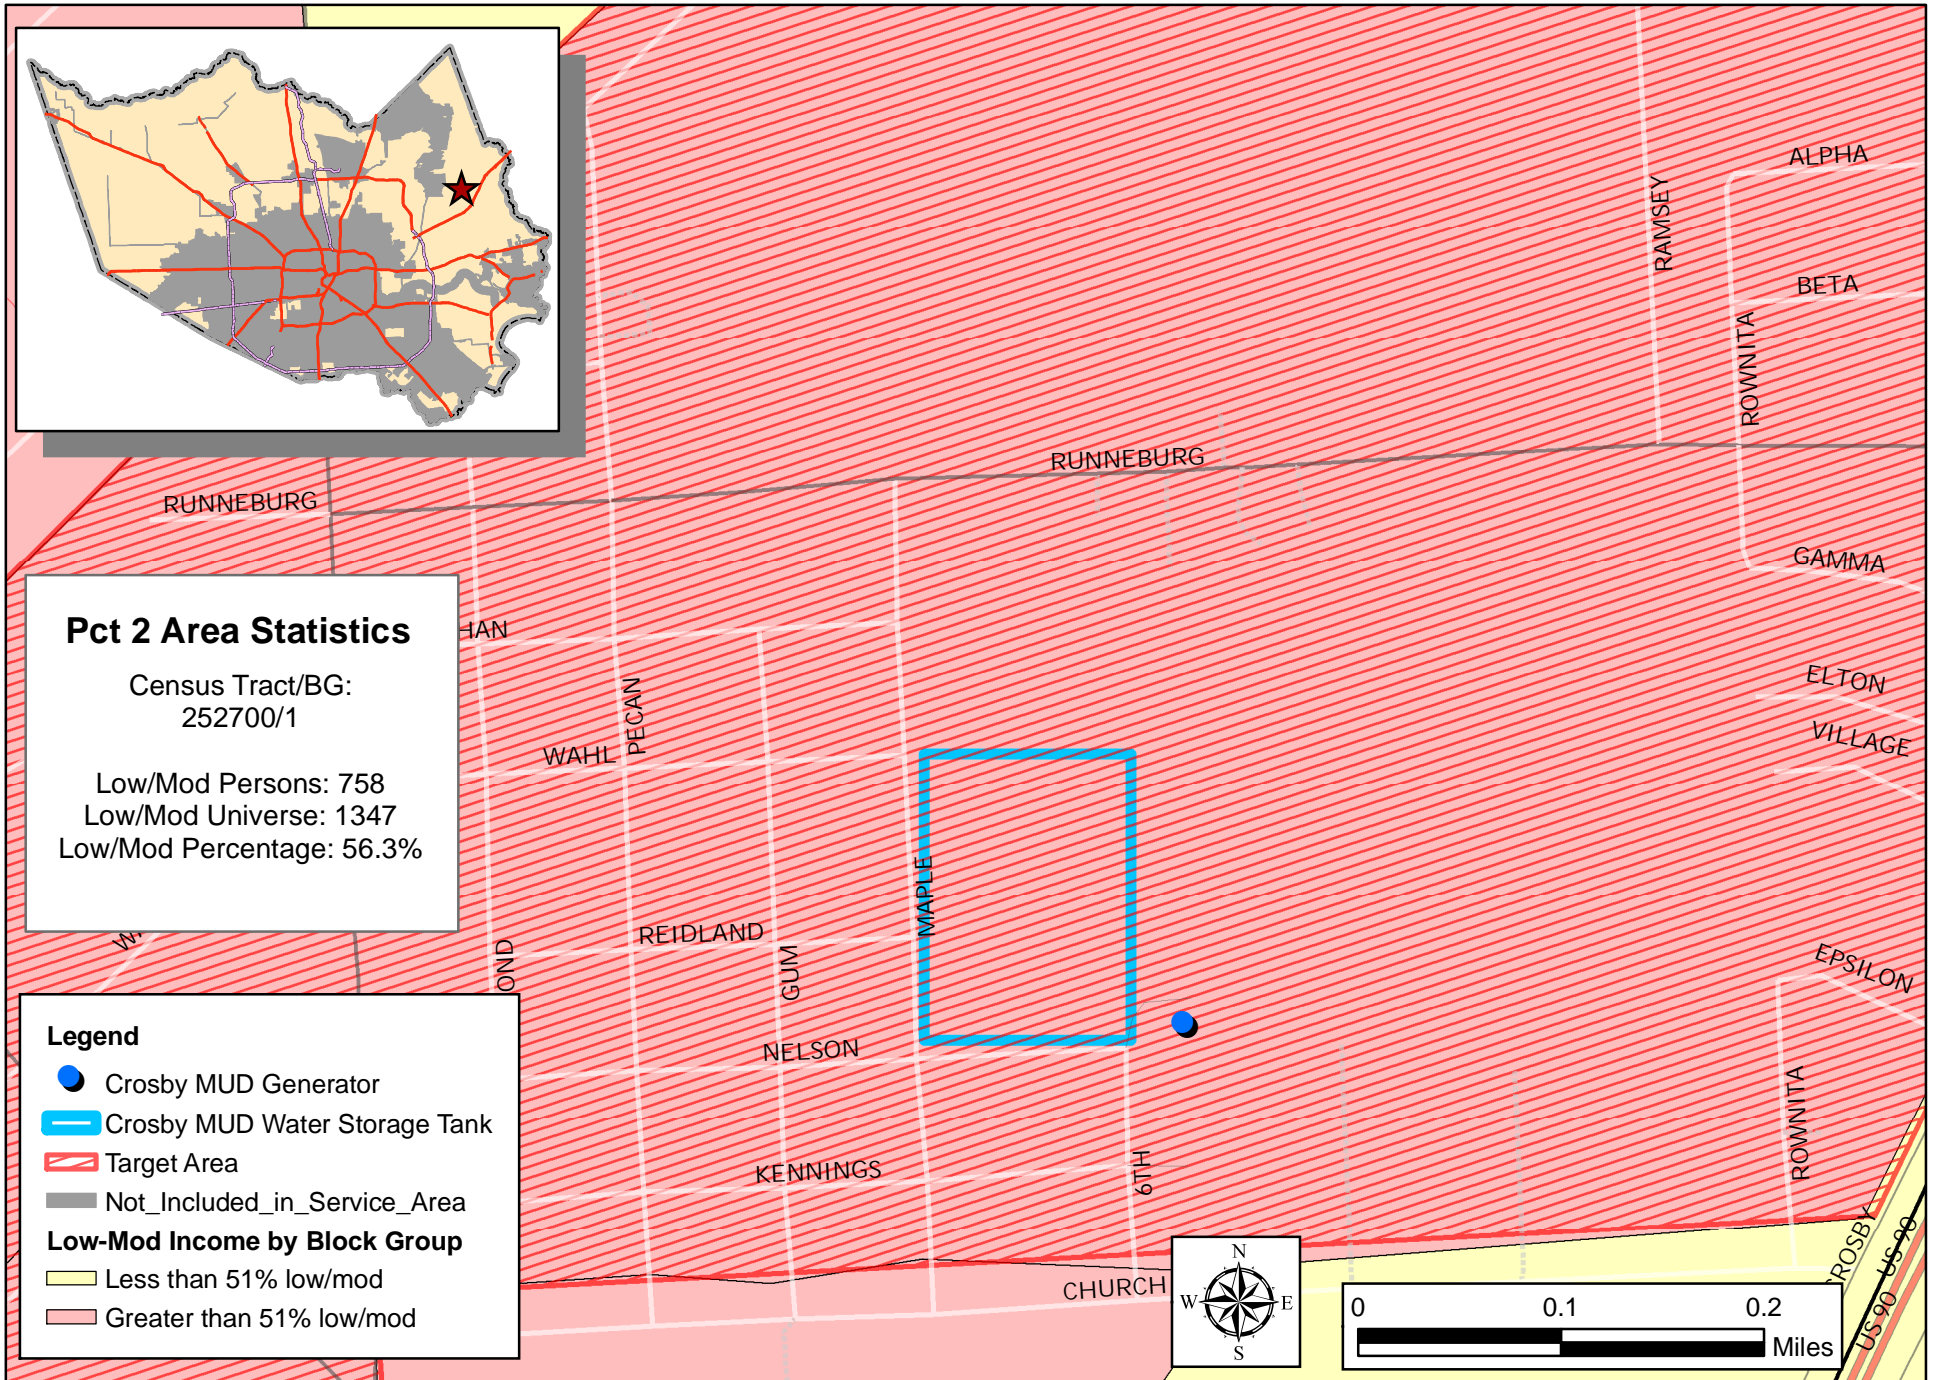 ALPHA
RAMSEY
BETA
ROWNITA
RUNNEBURG
RUNNEBURG
GAMMA
Pct 2 Area Statistics
Census Tract/BG:
252700/1
Low/Mod Persons: 758
Low/Mod Universe: 1347
Low/Mod Percentage: 56.3%
HAN
PECAN
ELTON
VILLAGE
WAHL
MAPLE
REIDLAND
GUM
OND
EPSILON
NELSON
ROWNITA
KENNINGS
6TH
CHURCH
CROSBY
US 90
US 90
Legend
Crosby MUD Generator
Crosby MUD Water Storage Tank
Target Area
Not_Included_in_Service_Area
Low-Mod Income by Block Group
Less than 51% low/mod
Greater than 51% low/mod
N
W E
S
0 0.1 0.2
Miles